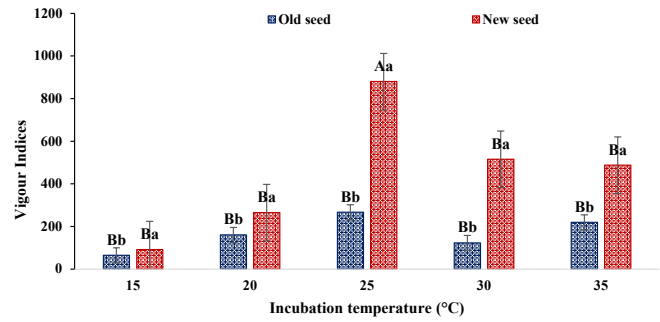 Old seed New seed
1200
1000
800
600
400
200
0
Vigour Indices
Bb Ba Bb Ba Bb Aa Bb Ba Bb Ba
15 20 25 30 35
Incubation temperature (°C)